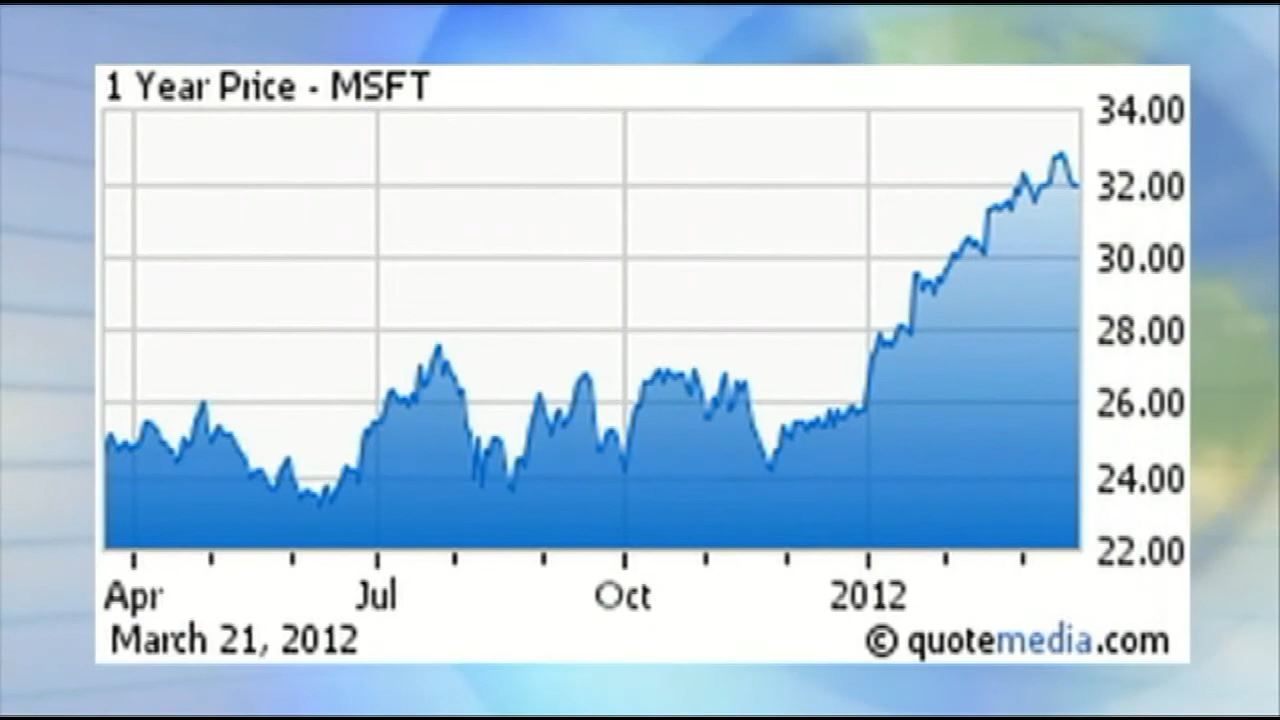 1 Year Price - MSFT
34.00
32.00
30.00
28.00
26.00
24.00
22.00
Apr Jul Oct 2012
March 21, 2012 © quotemedia.com